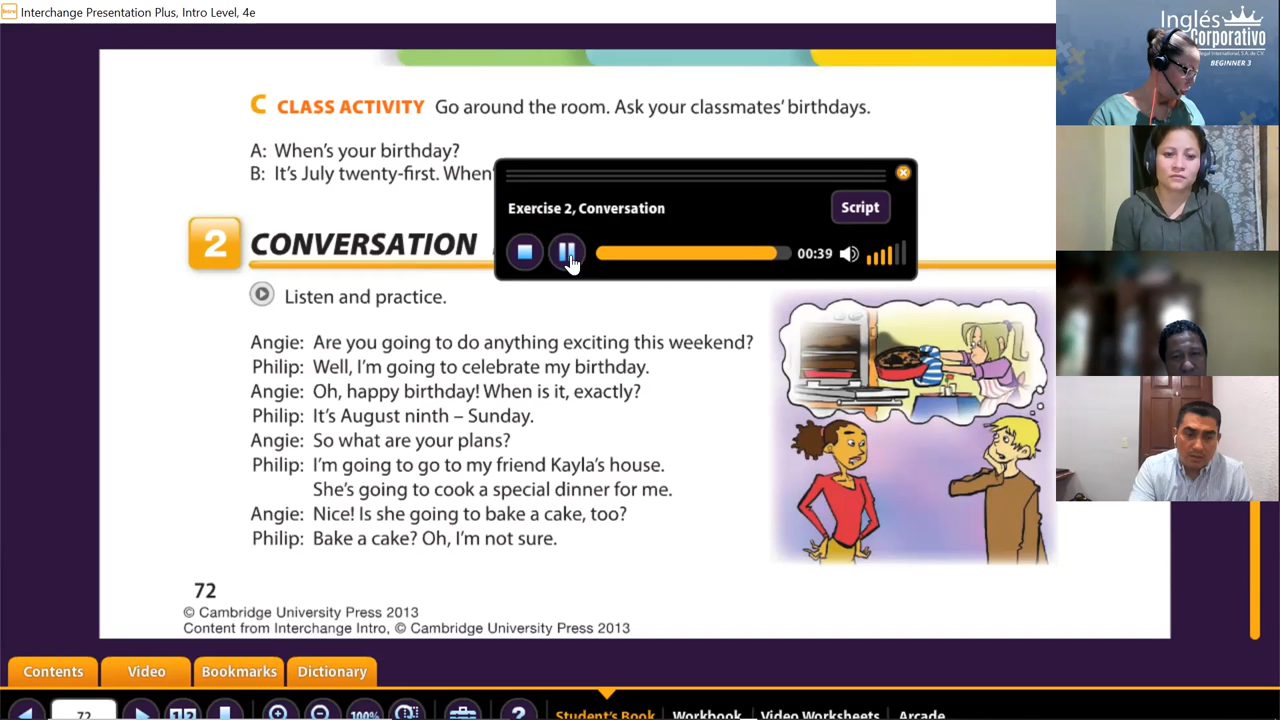 Interchange Presentation Plus, Intro Level, 4e
Inglés
Corporativo
BEGINNER 3
C CLASS ACTIVITY Go around the room. Ask your classmates' birthdays.
A: When's your birthday?
B: It's July twenty-first. When'
Exercise 2, Conversation
Script
00:39
2 CONVERSATION
Listen and practice.
Angie: Are you going to do anything exciting this weekend?
Philip: Well, I'm going to celebrate my birthday.
Angie: Oh, happy birthday! When is it, exactly?
Philip: It's August ninth – Sunday.
Angie: So what are your plans?
Philip: I'm going to go to my friend Kayla's house.
She's going to cook a special dinner for me.
Angie: Nice! Is she going to bake a cake, too?
Philip: Bake a cake? Oh, I'm not sure.
72
© Cambridge University Press 2013
Content from Interchange Intro, © Cambridge University Press 2013
Contents Video Bookmarks Dictionary
72 100% ? Student's Book Workbook Video Worksheets Arcade